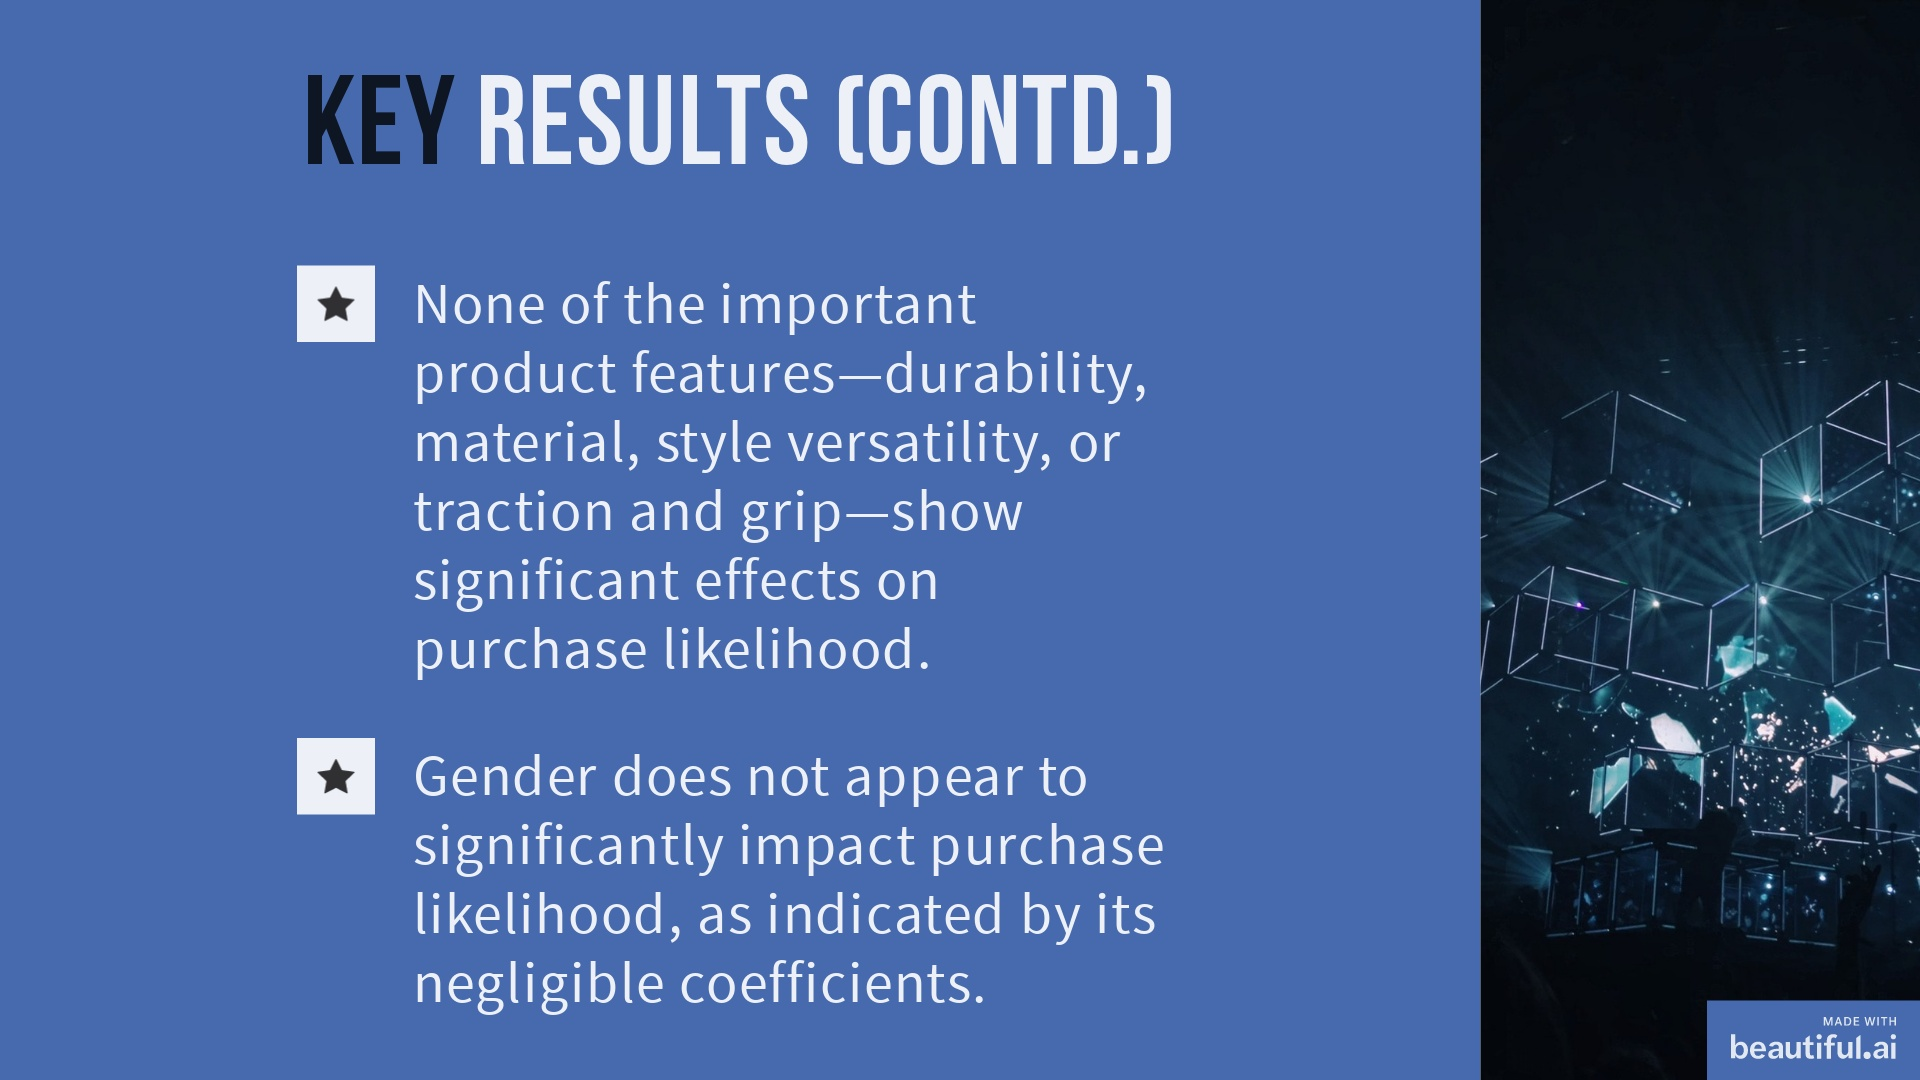 KEY RESULTS (CONTD.)
None of the important
product features—durability,
material, style versatility, or
traction and grip—show
significant effects on
purchase likelihood.
Gender does not appear to
significantly impact purchase
likelihood, as indicated by its
negligible coefficients.
MADE WITH
beautiful.ai